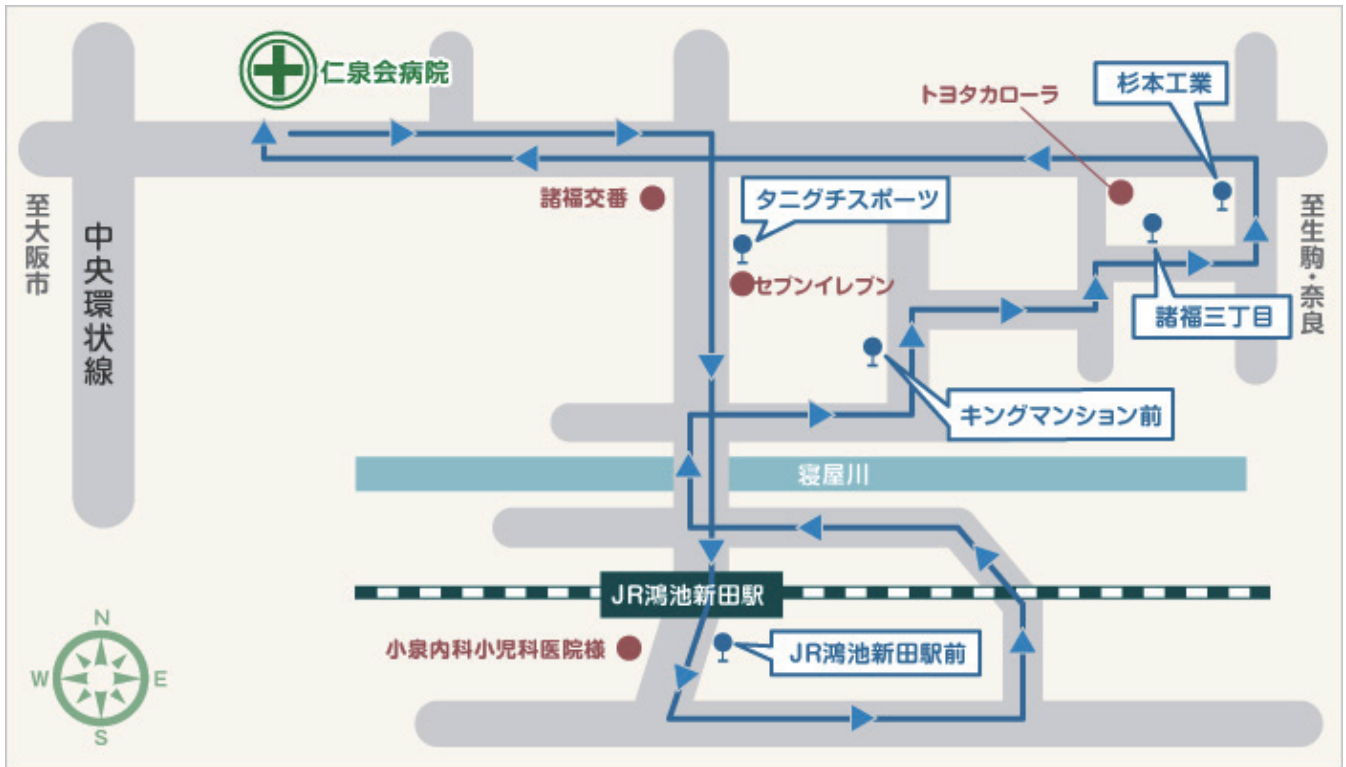 仁泉会病院
トヨタカローラ
杉本工業
諸福交番
タニグチスポーツ
至大阪市
中央環状線
至生駒・奈良
セブンイレブン
諸福三丁目
キングマンション前
寝屋川
JR鴻池新田駅
小泉内科小児科医院様
JR鴻池新田駅前
N
W
E
S